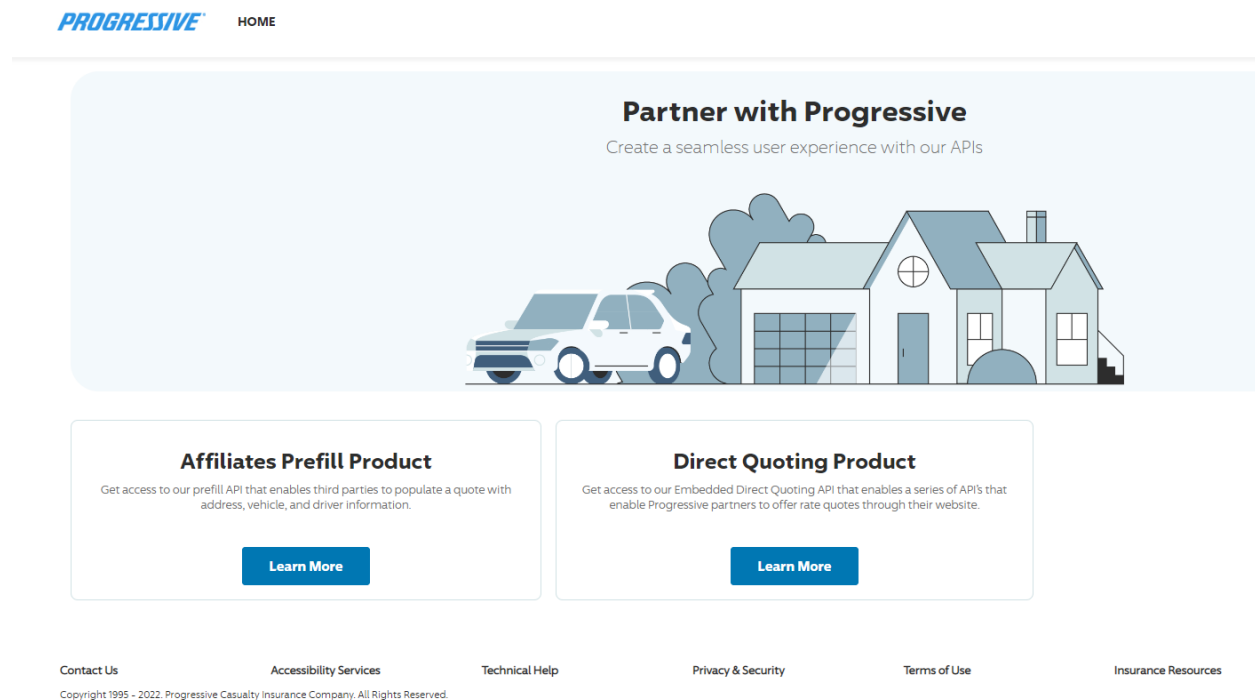 PROGRESSIVE
HOME
Partner with Progressive
Create a seamless user experience with our APIs
Affiliates Prefill Product
Get access to our prefill API that enables third parties to populate a quote with
address, vehicle, and driver information.
Learn More
Direct Quoting Product
Get access to our Embedded Direct Quoting API that enables a series of API's that
enable Progressive partners to offer rate quotes through their website.
Learn More
Contact Us Accessibility Services Technical Help Privacy & Security Terms of Use Insurance Resources
Copyright 1995 - 2022. Progressive Casualty Insurance Company. All Rights Reserved.